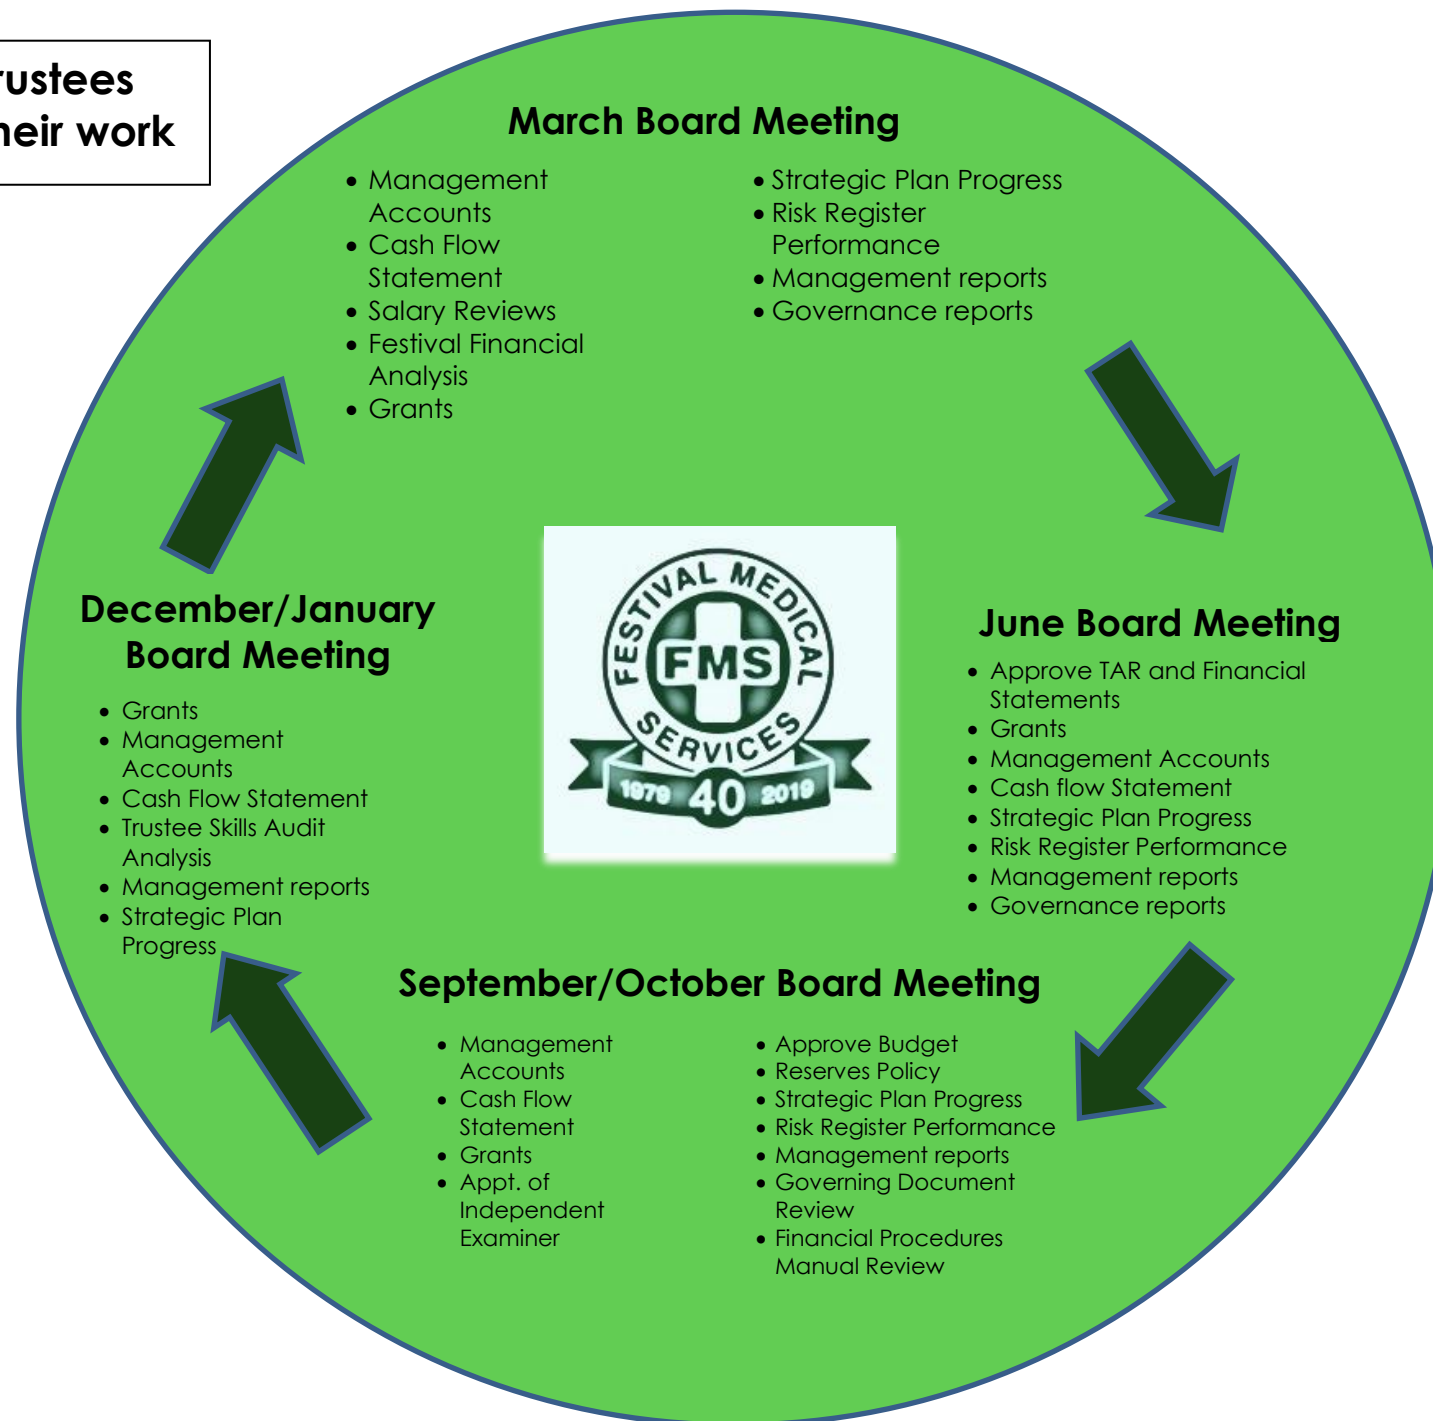 rustees
heir work
March Board Meeting
• Management
Accounts
• Cash Flow
Statement
• Salary Reviews
• Festival Financial
Analysis
• Grants
• Strategic Plan Progress
• Risk Register
Performance
• Management reports
• Governance reports
June Board Meeting
• Approve TAR and Financial
Statements
• Grants
• Management Accounts
• Cash flow Statement
• Strategic Plan Progress
• Risk Register Performance
• Management reports
• Governance reports
September/October Board Meeting
• Management
Accounts
• Cash Flow
Statement
• Grants
• Appt. of
Independent
Examiner
• Approve Budget
• Reserves Policy
• Strategic Plan Progress
• Risk Register Performance
• Management reports
• Governing Document
Review
• Financial Procedures
Manual Review
December/January
Board Meeting
• Grants
• Management
Accounts
• Cash Flow Statement
• Trustee Skills Audit
Analysis
• Management reports
• Strategic Plan
Progress
FESTIVAL MEDICAL
FMS
SERVICES
1979 40 2019